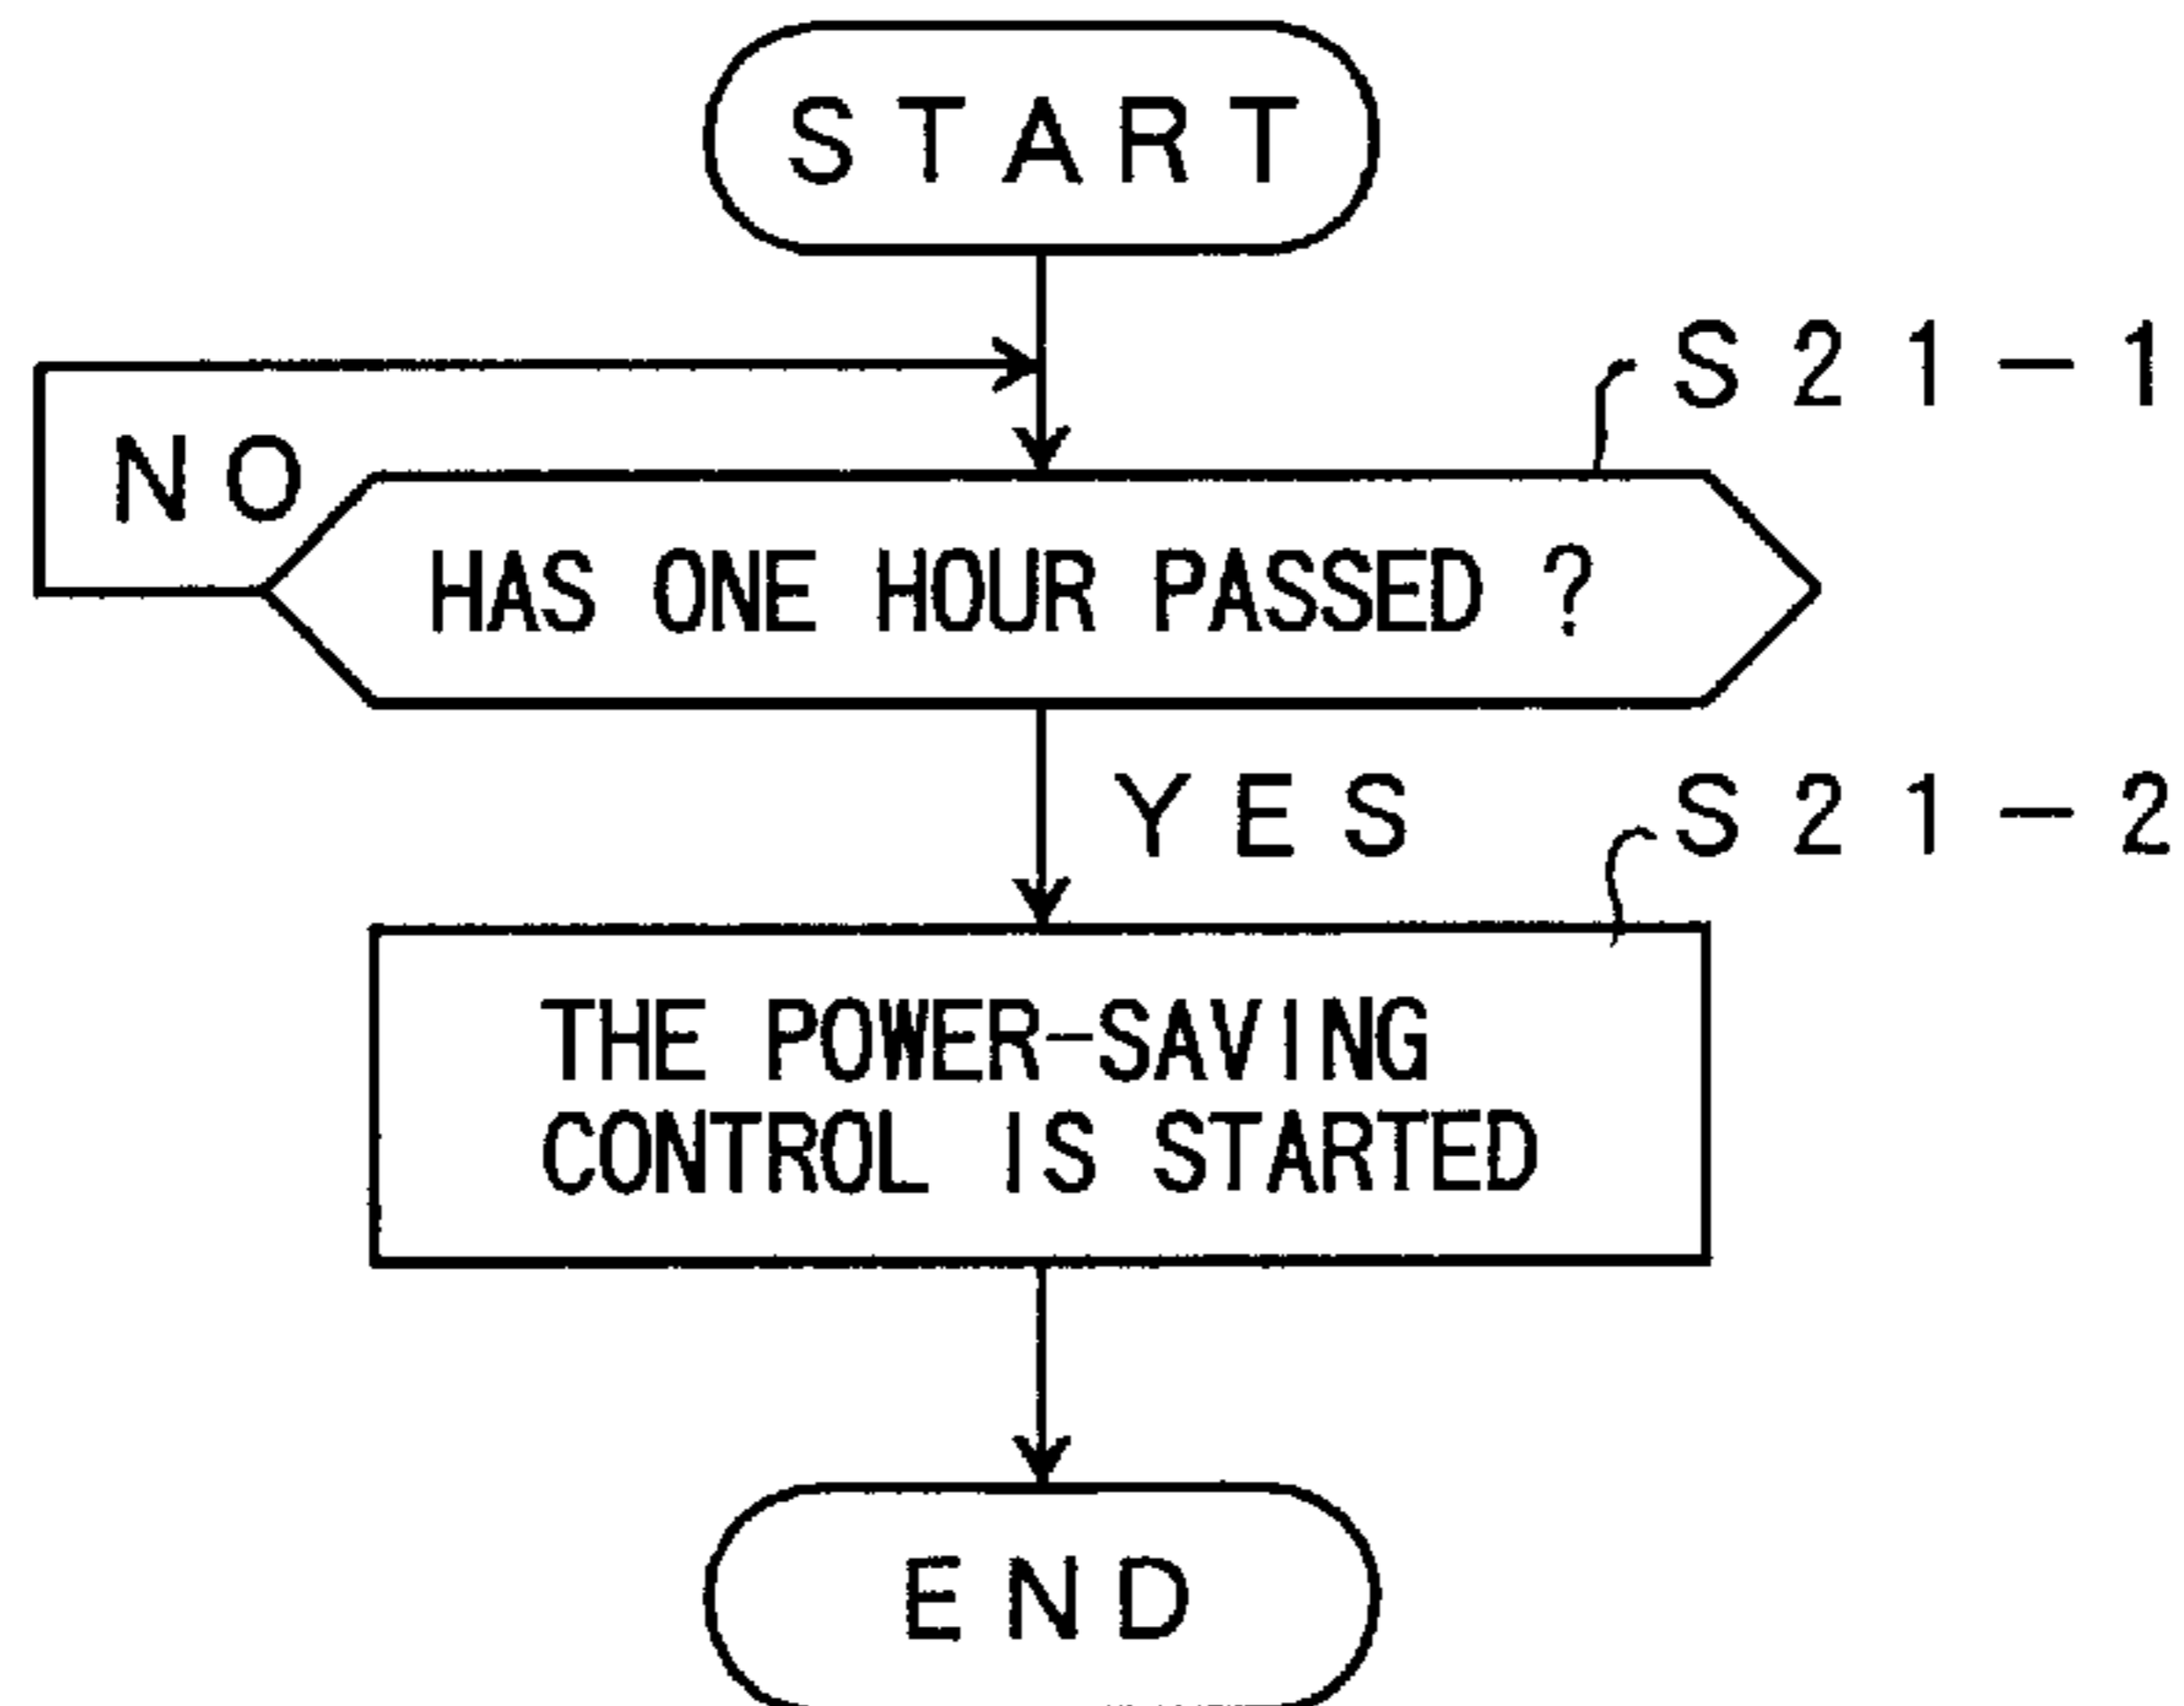 START
S21-1
NO
HAS ONE HOUR PASSED ?
YES
S21-2
THE POWER-SAVING
CONTROL IS STARTED
END